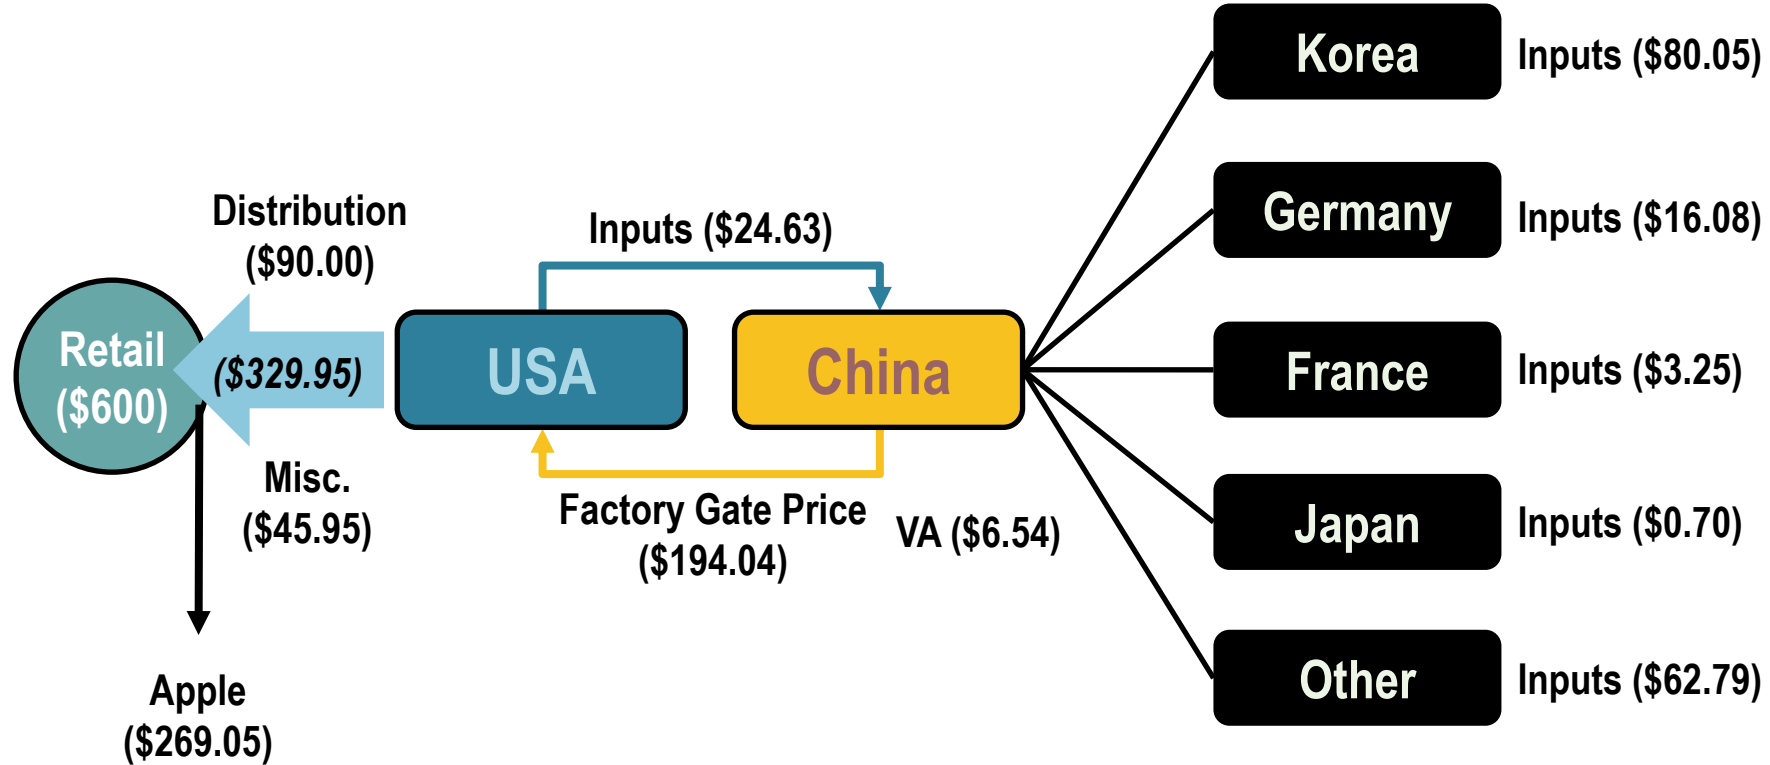 Korea
Inputs ($80.05)
Germany
Inputs ($16.08)
Distribution
($90.00)
Inputs ($24.63)
Retail
($600)
($329.95)
USA
China
France
Inputs ($3.25)
Misc.
($45.95)
Factory Gate Price
($194.04)
VA ($6.54)
Japan
Inputs ($0.70)
Other
Inputs ($62.79)
Apple
($269.05)